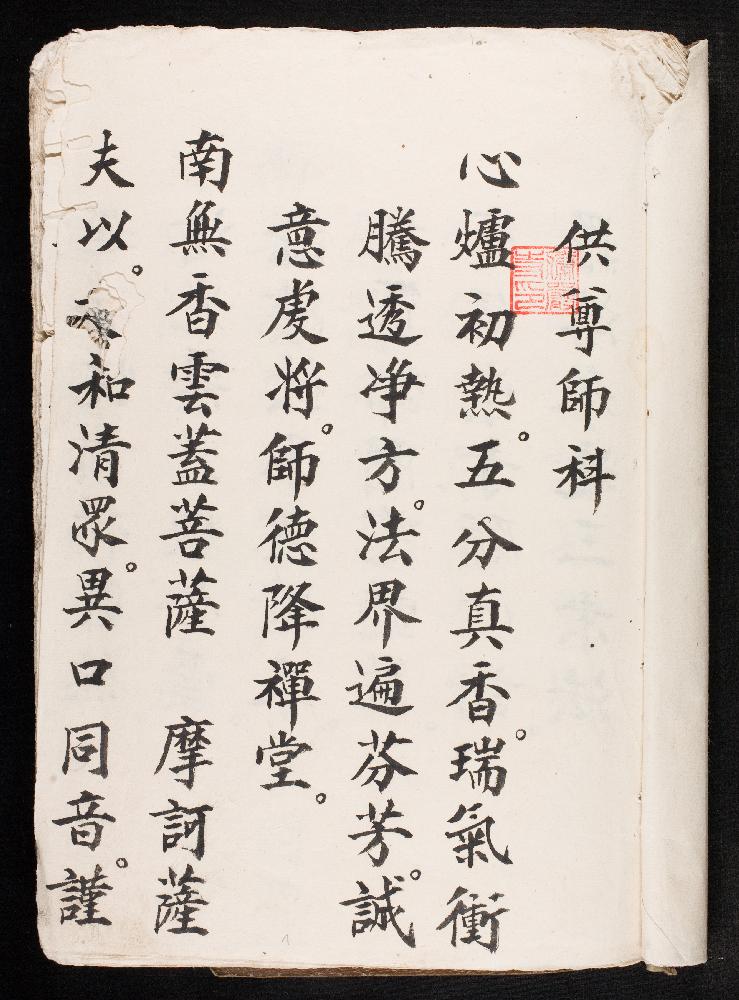 供尊師科
心爐初熱。五分真香。瑞氣衝
騰透净方。法界遍芬芳。誠
意虔將。師德降禪堂。
南無香雲蓋菩薩 摩訶薩
夫以。和清眾。異口同音。謹